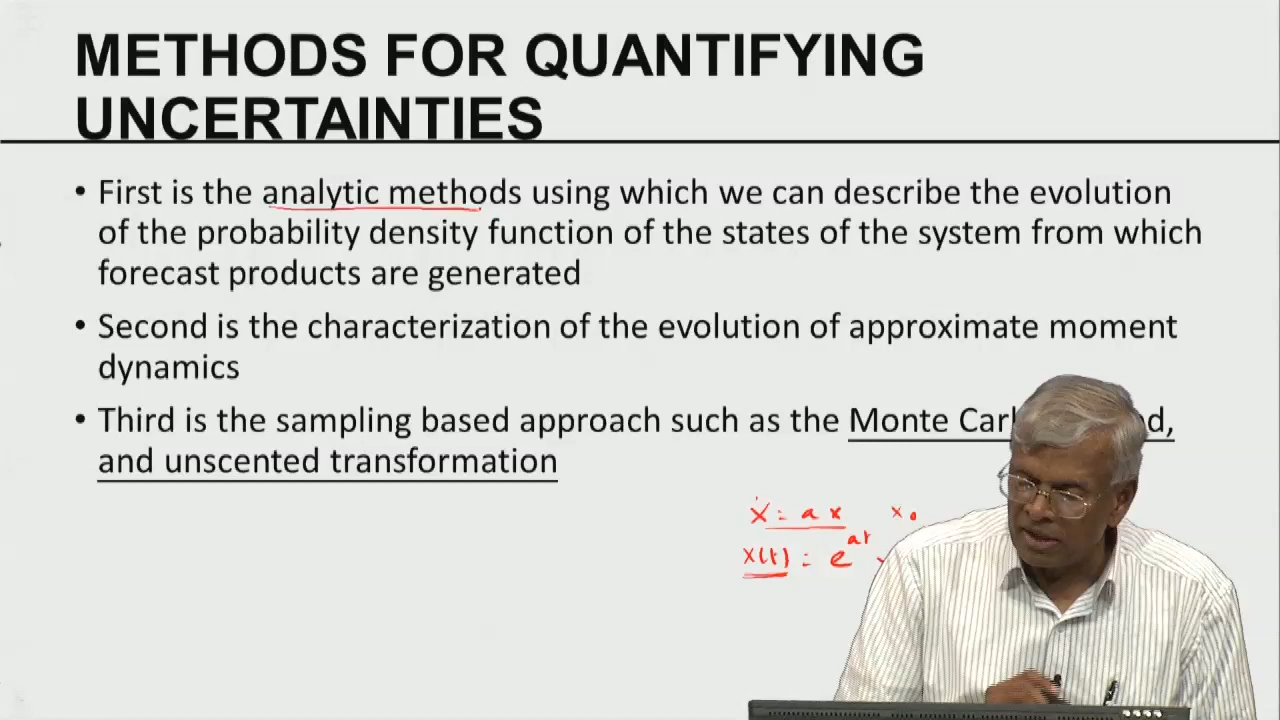 METHODS FOR QUANTIFYING
UNCERTAINTIES
• First is the analytic methods using which we can describe the evolution
of the probability density function of the states of the system from which
forecast products are generated
• Second is the characterization of the evolution of approximate moment
dynamics
• Third is the sampling based approach such as the Monte
and unscented transformation
ẋ = a x x₀
x(t) = e^{at}